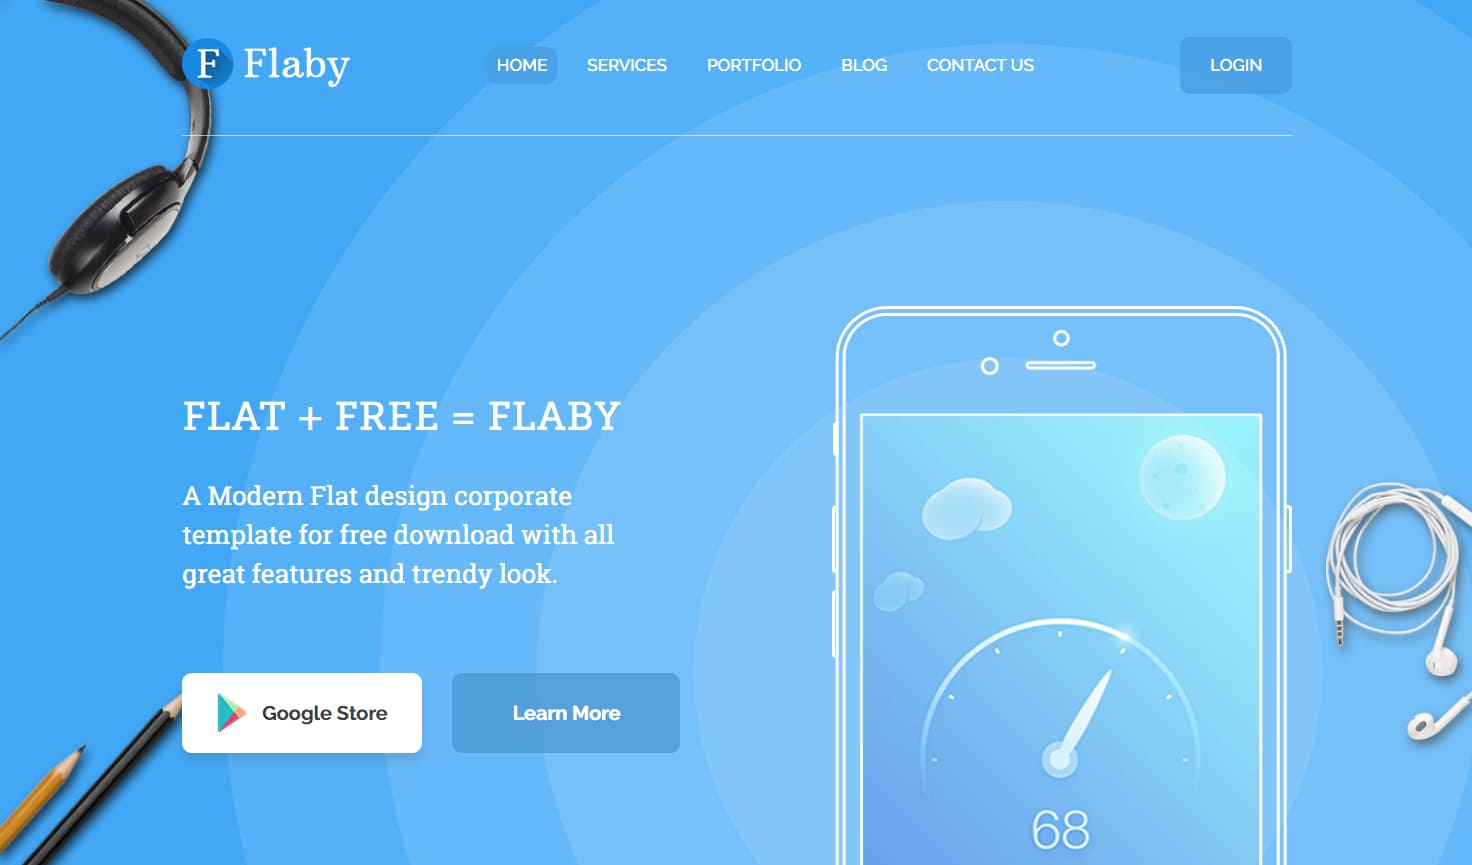 F Flaby
HOME SERVICES PORTFOLIO BLOG CONTACT US LOGIN
FLAT + FREE = FLABY
A Modern Flat design corporate
template for free download with all
great features and trendy look.
Google Store
Learn More
68